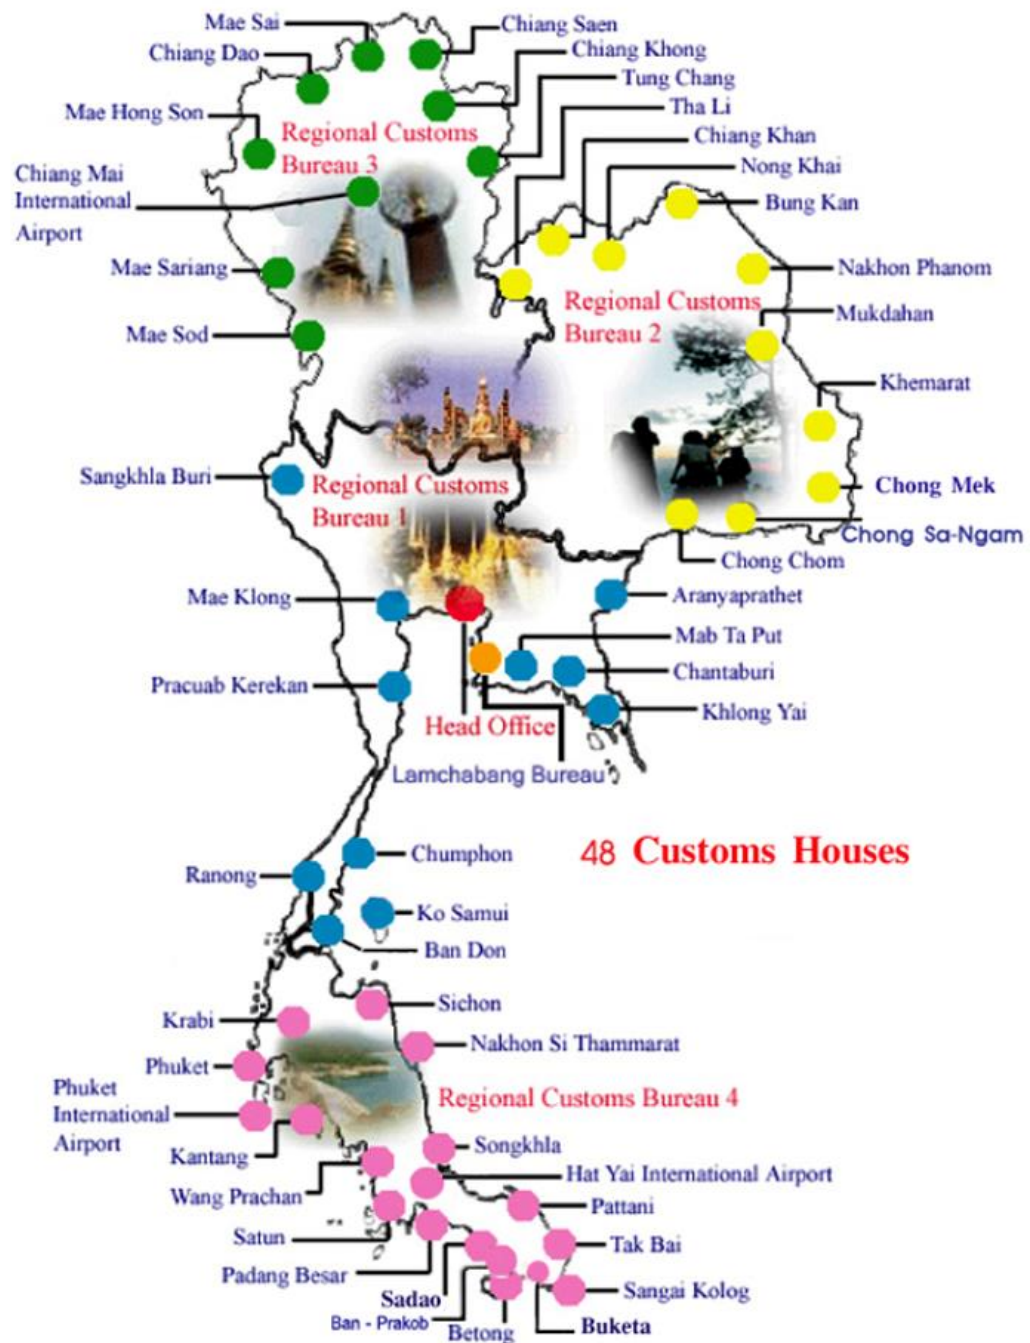 Mae Sai
Chiang Saen
Chiang Dao
Chiang Khong
Tung Chang
Mae Hong Son
Tha Li
Regional Customs
Bureau 3
Chiang Khan
Nong Khai
Chiang Mai
International
Airport
Bung Kan
Mae Sariang
Nakhon Phanom
Regional Customs
Bureau 2
Mukdahan
Mae Sod
Khemarat
Sangkhla Buri
Regional Customs
Bureau 1
Chong Mek
Chong Sa-Ngam
Chong Chom
Mae Klong
Aranyaprathet
Mab Ta Put
Chantaburi
Pracuab Kerekan
Khlong Yai
Head Office
Lamchabang Bureau
48 Customs Houses
Chumphon
Ranong
Ko Samui
Ban Don
Sichon
Krabi
Nakhon Si Thammarat
Phuket
Phuket
International
Airport
Regional Customs Bureau 4
Songkhla
Kantang
Hat Yai International Airport
Wang Prachan
Pattani
Satun
Tak Bai
Padang Besar
Sangai Kolog
Sadao
Ban - Prakob
Betong
Buketa